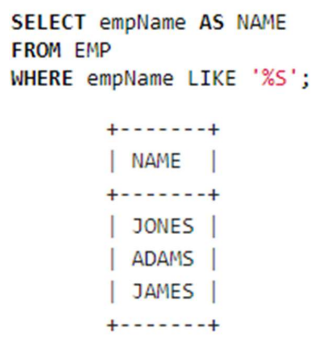 SELECT empName AS NAME
FROM EMP
WHERE empName LIKE '%S';
+-------+
| NAME  |
+-------+
| JONES |
| ADAMS |
| JAMES |
+-------+